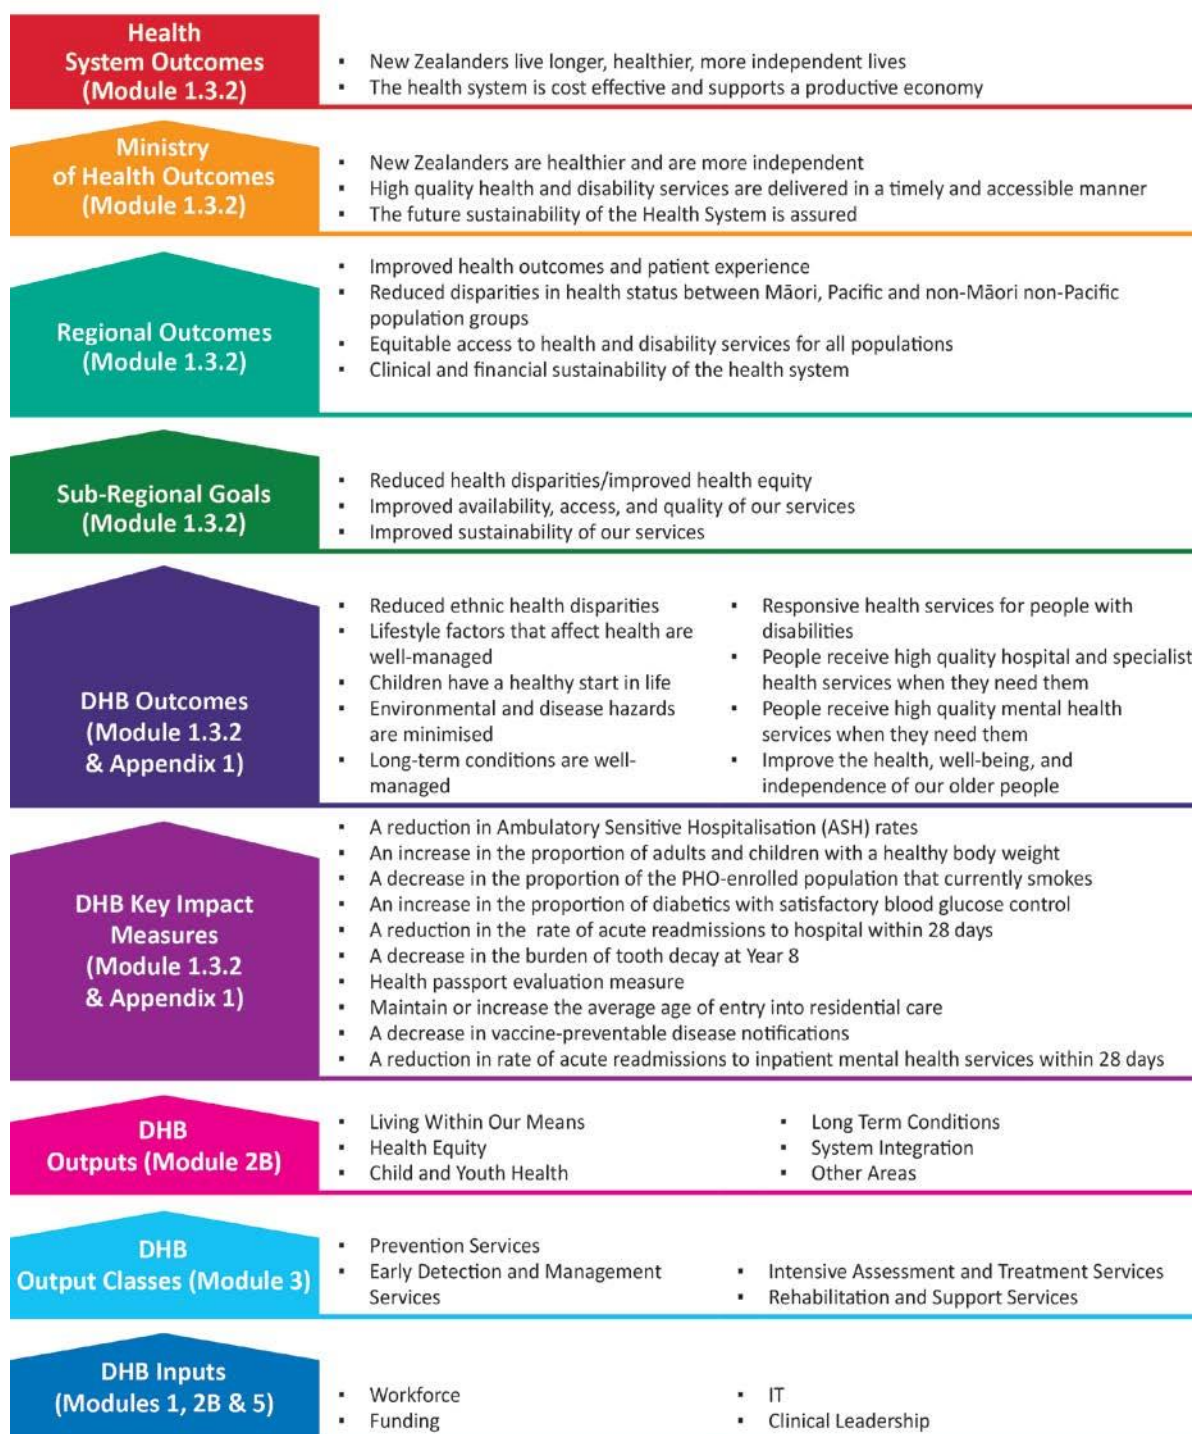 Health
System Outcomes
(Module 1.3.2)
▪ New Zealanders live longer, healthier, more independent lives
▪ The health system is cost effective and supports a productive economy
Ministry
of Health Outcomes
(Module 1.3.2)
▪ New Zealanders are healthier and are more independent
▪ High quality health and disability services are delivered in a timely and accessible manner
▪ The future sustainability of the Health System is assured
Regional Outcomes
(Module 1.3.2)
▪ Improved health outcomes and patient experience
▪ Reduced disparities in health status between Māori, Pacific and non-Māori non-Pacific
population groups
▪ Equitable access to health and disability services for all populations
▪ Clinical and financial sustainability of the health system
Sub-Regional Goals
(Module 1.3.2)
▪ Reduced health disparities/improved health equity
▪ Improved availability, access, and quality of our services
▪ Improved sustainability of our services
DHB Outcomes
(Module 1.3.2
& Appendix 1)
▪ Reduced ethnic health disparities
▪ Lifestyle factors that affect health are
well-managed
▪ Children have a healthy start in life
▪ Environmental and disease hazards
are minimised
▪ Long-term conditions are well-
managed
▪ Responsive health services for people with
disabilities
▪ People receive high quality hospital and specialist
health services when they need them
▪ People receive high quality mental health
services when they need them
▪ Improve the health, well-being, and
independence of our older people
DHB Key Impact
Measures
(Module 1.3.2
& Appendix 1)
▪ A reduction in Ambulatory Sensitive Hospitalisation (ASH) rates
▪ An increase in the proportion of adults and children with a healthy body weight
▪ A decrease in the proportion of the PHO-enrolled population that currently smokes
▪ An increase in the proportion of diabetics with satisfactory blood glucose control
▪ A reduction in the rate of acute readmissions to hospital within 28 days
▪ A decrease in the burden of tooth decay at Year 8
▪ Health passport evaluation measure
▪ Maintain or increase the average age of entry into residential care
▪ A decrease in vaccine-preventable disease notifications
▪ A reduction in rate of acute readmissions to inpatient mental health services within 28 days
DHB
Outputs (Module 2B)
▪ Living Within Our Means
▪ Health Equity
▪ Child and Youth Health
▪ Long Term Conditions
▪ System Integration
▪ Other Areas
DHB
Output Classes (Module 3)
▪ Prevention Services
▪ Early Detection and Management
Services
▪ Intensive Assessment and Treatment Services
▪ Rehabilitation and Support Services
DHB Inputs
(Modules 1, 2B & 5)
▪ Workforce
▪ Funding
▪ IT
▪ Clinical Leadership